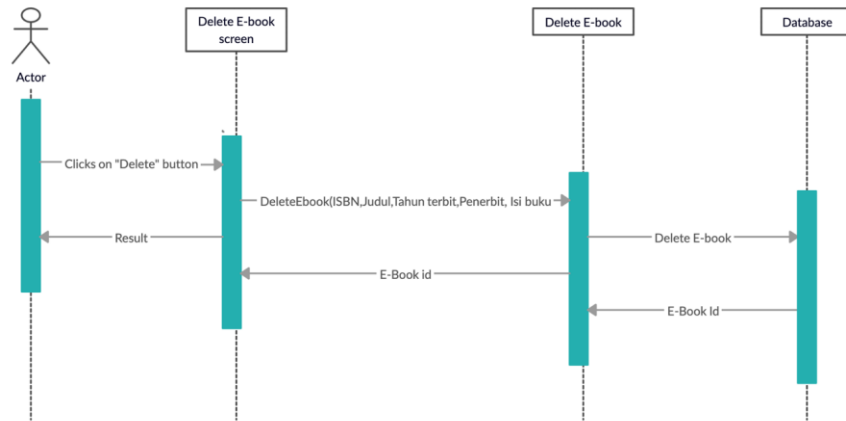 Delete E-book
screen
Delete E-book
Database
Actor
Clicks on "Delete" button
DeleteEbook(ISBN,Judul,Tahun terbit,Penerbit, Isi buku
Result
Delete E-book
E-Book id
E-Book Id